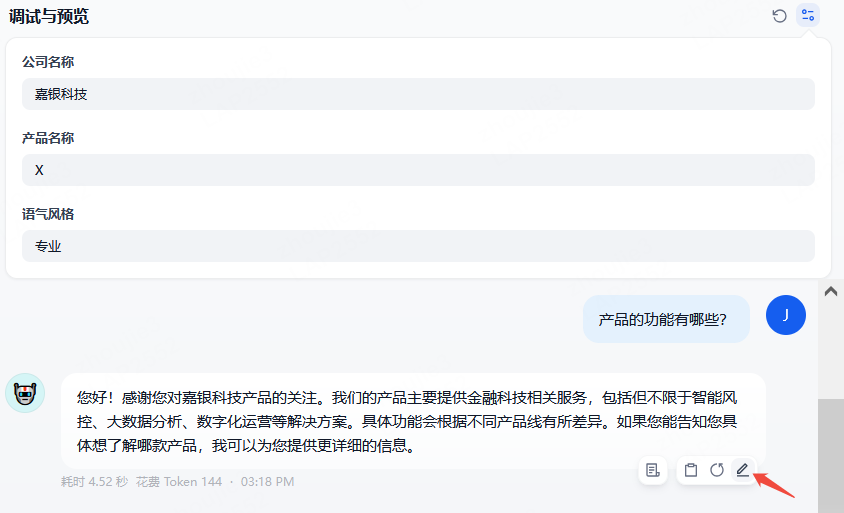 调试与预览
公司名称
嘉银科技
产品名称
X
语气风格
专业
产品的功能有哪些？
J
您好！感谢您对嘉银科技产品的关注。我们的产品主要提供金融科技相关服务，包括但不限于智能风
控、大数据分析、数字化运营等解决方案。具体功能会根据不同产品线有所差异。如果您能告知您具
体想了解哪款产品，我可以为您提供更详细的信息。
耗时 4.52 秒 花费 Token 144 · 03:18 PM